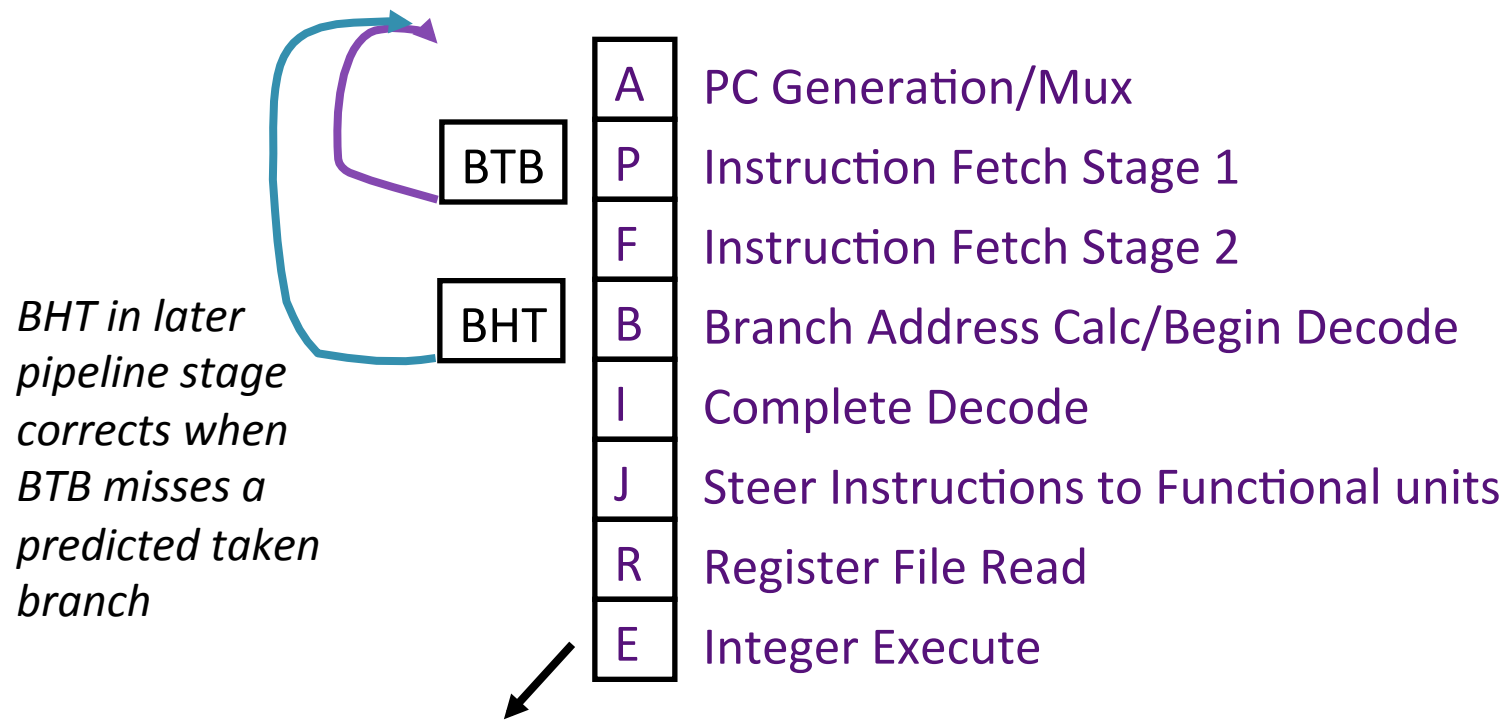 A PC Generation/Mux
BTB P Instruction Fetch Stage 1
F Instruction Fetch Stage 2
BHT B Branch Address Calc/Begin Decode
I Complete Decode
J Steer Instructions to Functional units
R Register File Read
E Integer Execute
BHT in later
pipeline stage
corrects when
BTB misses a
predicted taken
branch